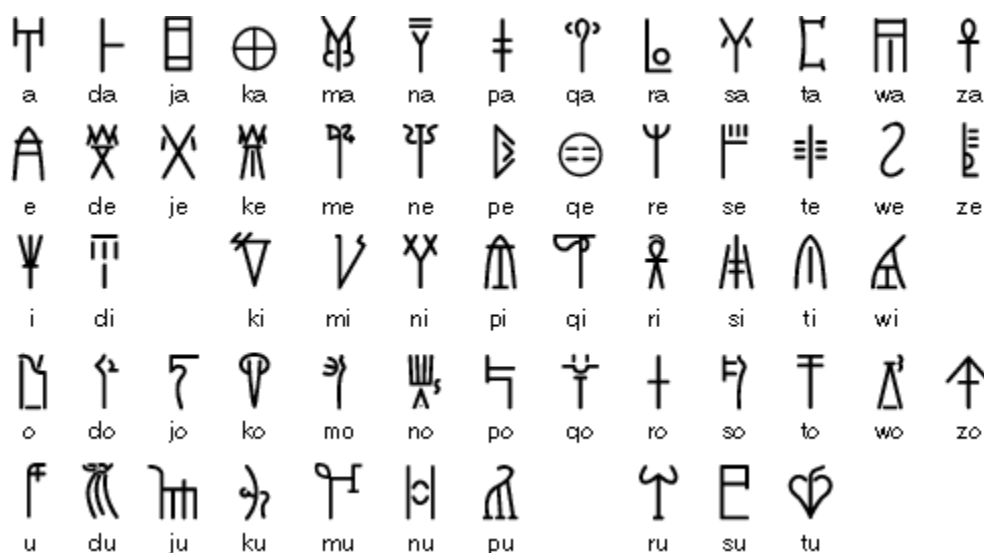 𐀀 𐀅 𐀊 𐀏 𐀔 𐀙 𐀞 𐀣 𐀨 𐀭 𐀲 𐀷 𐀼
a da ja ka ma na pa qa ra sa ta wa za
𐀁 𐀆 𐀋 𐀐 𐀕 𐀚 𐀟 𐀤 𐀩 𐀮 𐀳 𐀸 𐀽
e de je ke me ne pe qe re se te we ze
𐀂 𐀇 𐀑 𐀖 𐀛 𐀠 𐀥 𐀪 𐀯 𐀴 𐀹
i di ki mi ni pi qi ri si ti wi
𐀃 𐀈 𐀍 𐀒 𐀗 𐀜 𐀡 𐀦 𐀫 𐀰 𐀵 𐀺 𐀿
o do jo ko mo no po qo ro so to wo zo
𐀄 𐀉 𐀎 𐀓 𐀘 𐀝 𐀢 𐀬 𐀱 𐀶
u du ju ku mu nu pu ru su tu